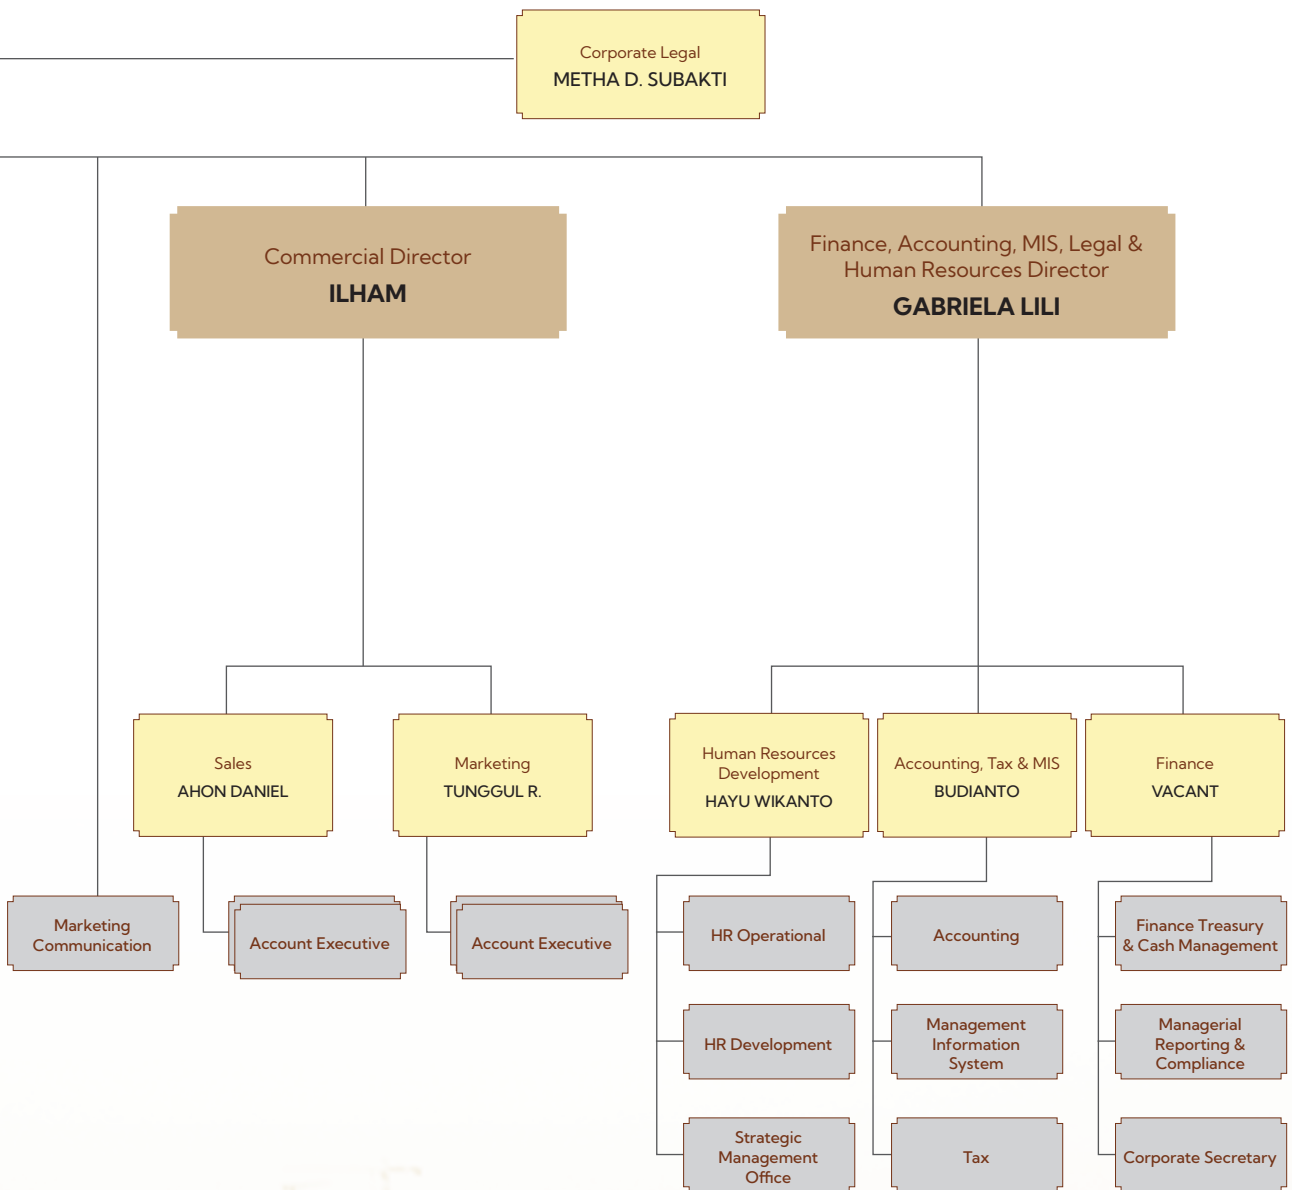 Corporate Legal
METHA D. SUBAKTI
Commercial Director
ILHAM
Finance, Accounting, MIS, Legal &
Human Resources Director
GABRIELA LILI
Sales
AHON DANIEL
Marketing
TUNGGUL R.
Human Resources
Development
HAYU WIKANTO
Accounting, Tax & MIS
BUDIANTO
Finance
VACANT
Marketing
Communication
Account Executive
Account Executive
HR Operational
HR Development
Strategic
Management
Office
Accounting
Management
Information
System
Tax
Finance Treasury
& Cash Management
Managerial
Reporting &
Compliance
Corporate Secretary